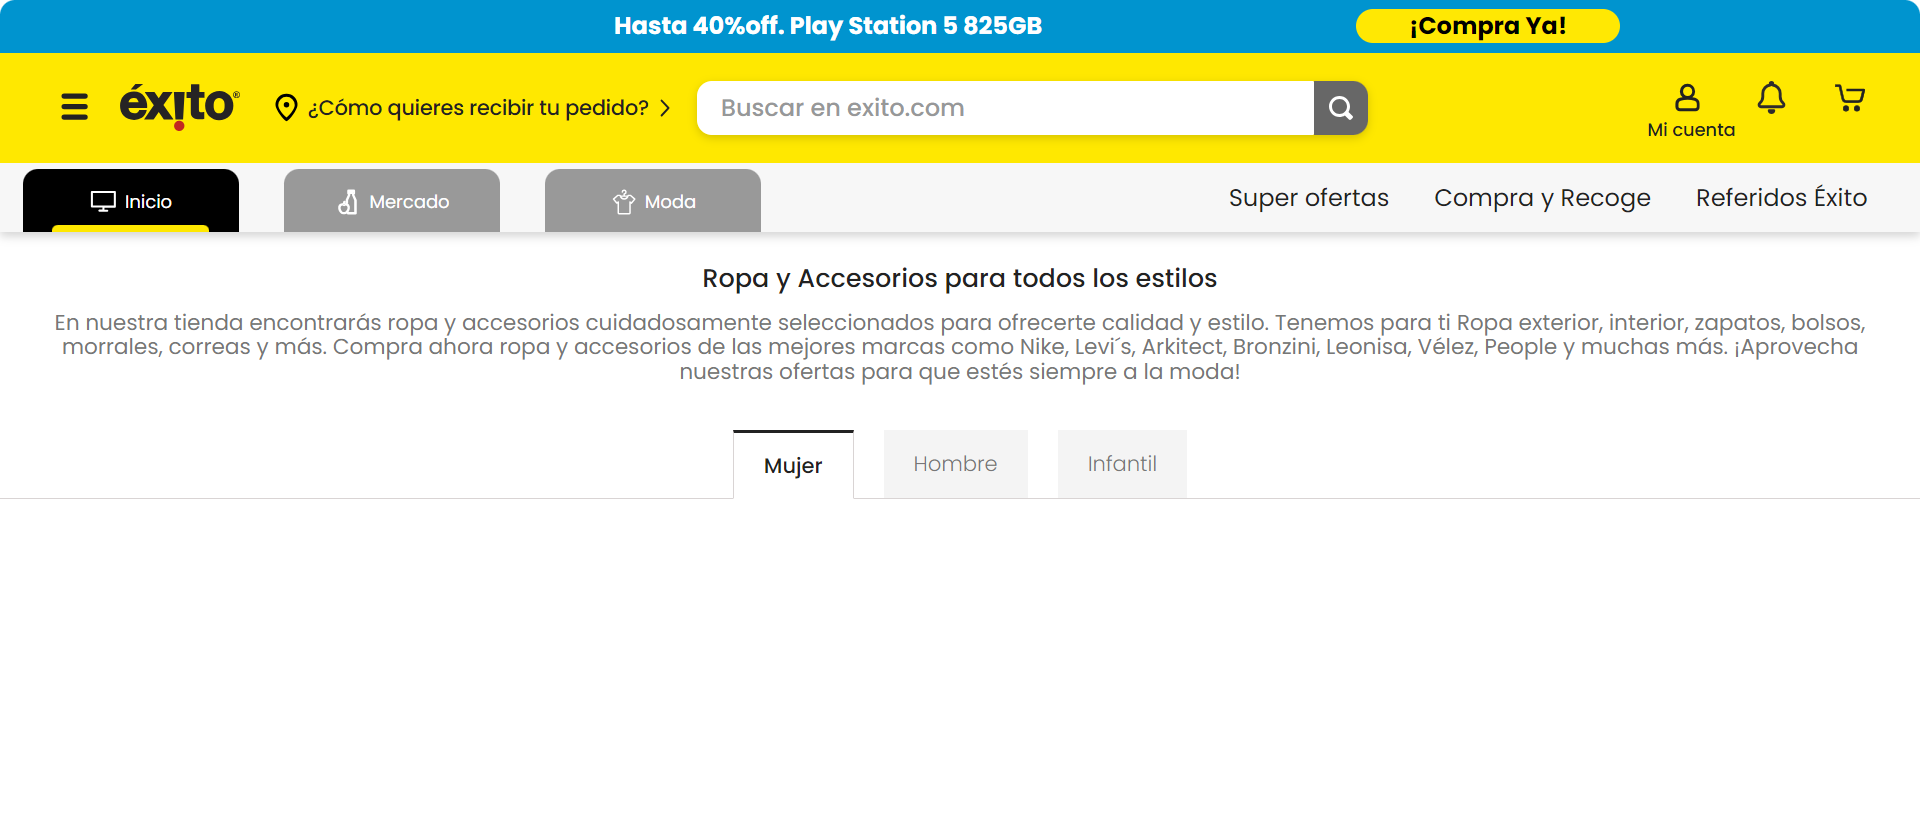 Hasta 40%off. Play Station 5 825GB
¡Compra Ya!
éxito®
¿Cómo quieres recibir tu pedido?
Buscar en exito.com
Mi cuenta
Inicio
Mercado
Moda
Super ofertas
Compra y Recoge
Referidos Éxito
Ropa y Accesorios para todos los estilos
En nuestra tienda encontrarás ropa y accesorios cuidadosamente seleccionados para ofrecerte calidad y estilo. Tenemos para ti Ropa exterior, interior, zapatos, bolsos,
morrales, correas y más. Compra ahora ropa y accesorios de las mejores marcas como Nike, Levi´s, Arkitect, Bronzini, Leonisa, Vélez, People y muchas más. ¡Aprovecha
nuestras ofertas para que estés siempre a la moda!
Mujer
Hombre
Infantil